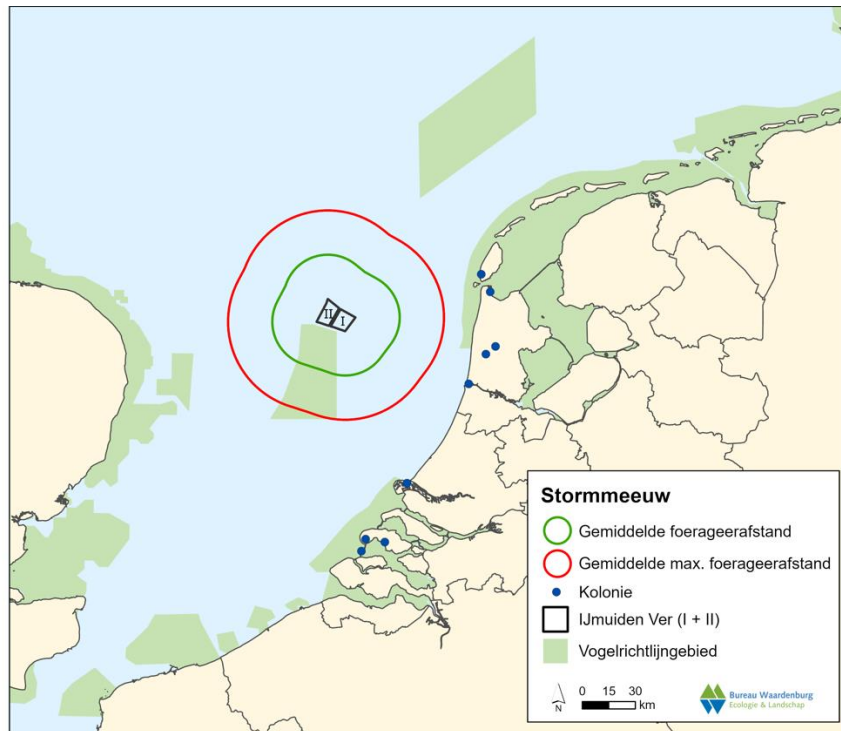 II I
Stormmeeuw
Gemiddelde foerageerafstand
Gemiddelde max. foerageerafstand
Kolonie
IJmuiden Ver (I + II)
Vogelrichtlijngebied
N
0 15 30
km
Bureau Waardenburg
Ecologie & Landschap